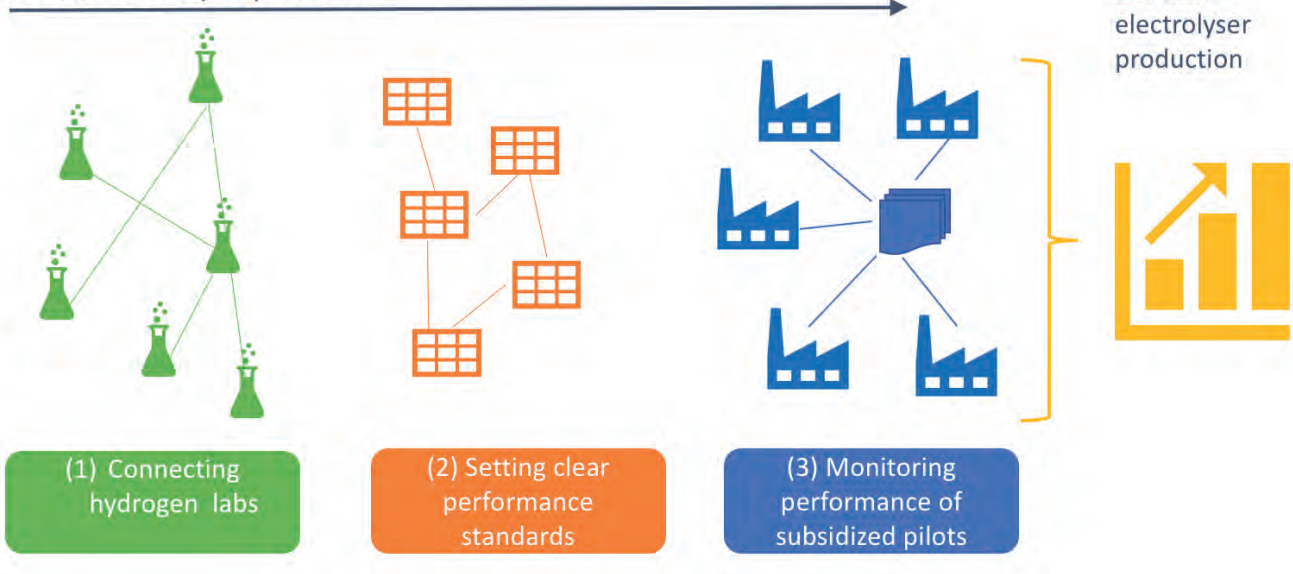 electrolyser
production
(1) Connecting
hydrogen labs
(2) Setting clear
performance
standards
(3) Monitoring
performance of
subsidized pilots